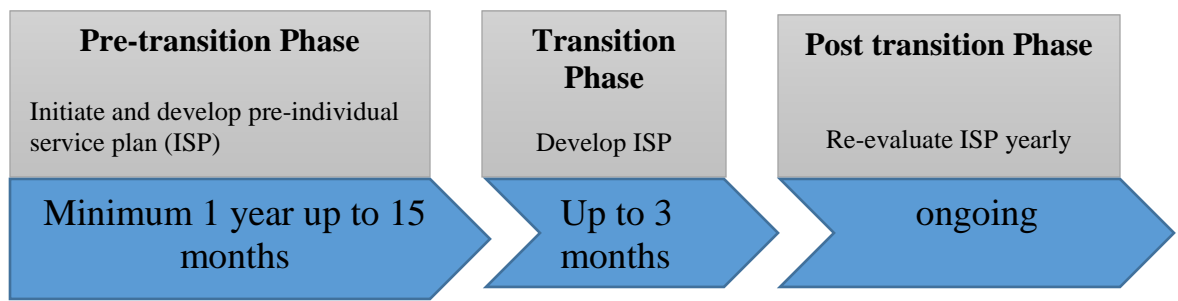 Pre-transition Phase
Initiate and develop pre-individual
service plan (ISP)
Minimum 1 year up to 15
months
Transition
Phase
Develop ISP
Up to 3
months
Post transition Phase
Re-evaluate ISP yearly
ongoing